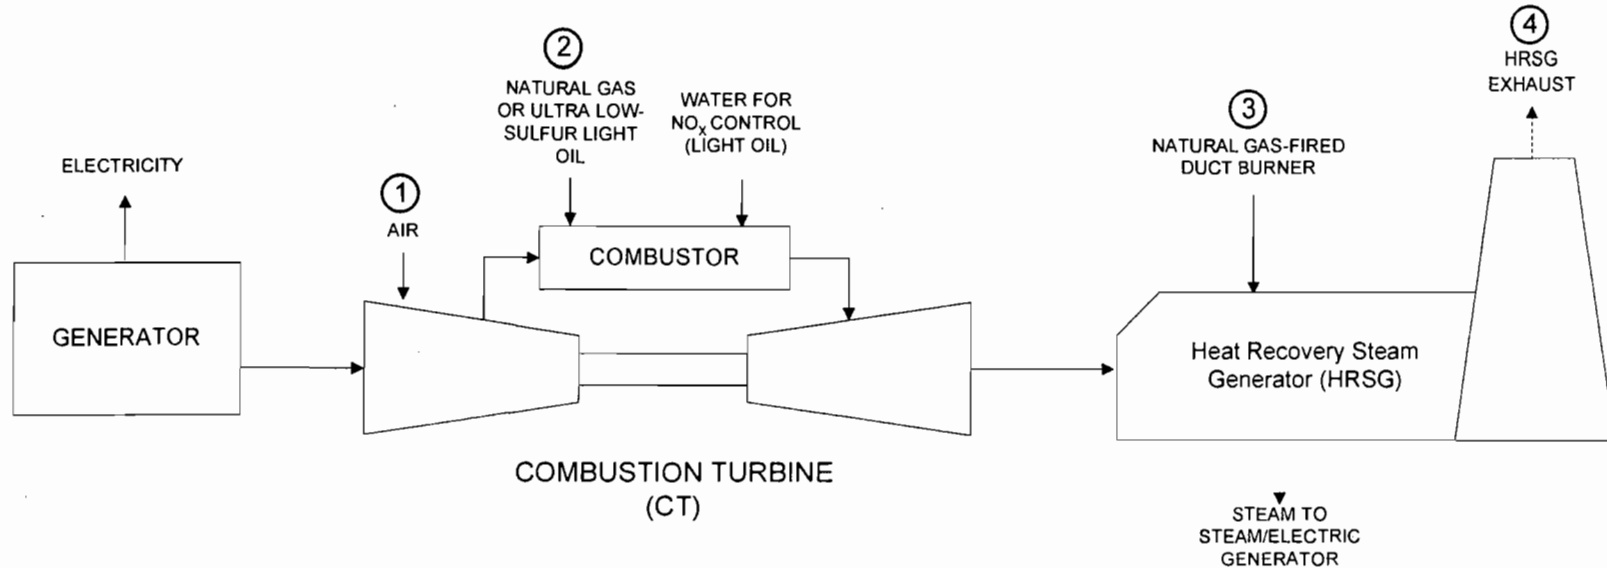 4
HRSG
EXHAUST
2
NATURAL GAS
OR ULTRA LOW-
SULFUR LIGHT
OIL
WATER FOR
NOx CONTROL
(LIGHT OIL)
3
NATURAL GAS-FIRED
DUCT BURNER
ELECTRICITY
1
AIR
COMBUSTOR
GENERATOR
Heat Recovery Steam
Generator (HRSG)
COMBUSTION TURBINE
(CT)
STEAM TO
STEAM/ELECTRIC
GENERATOR